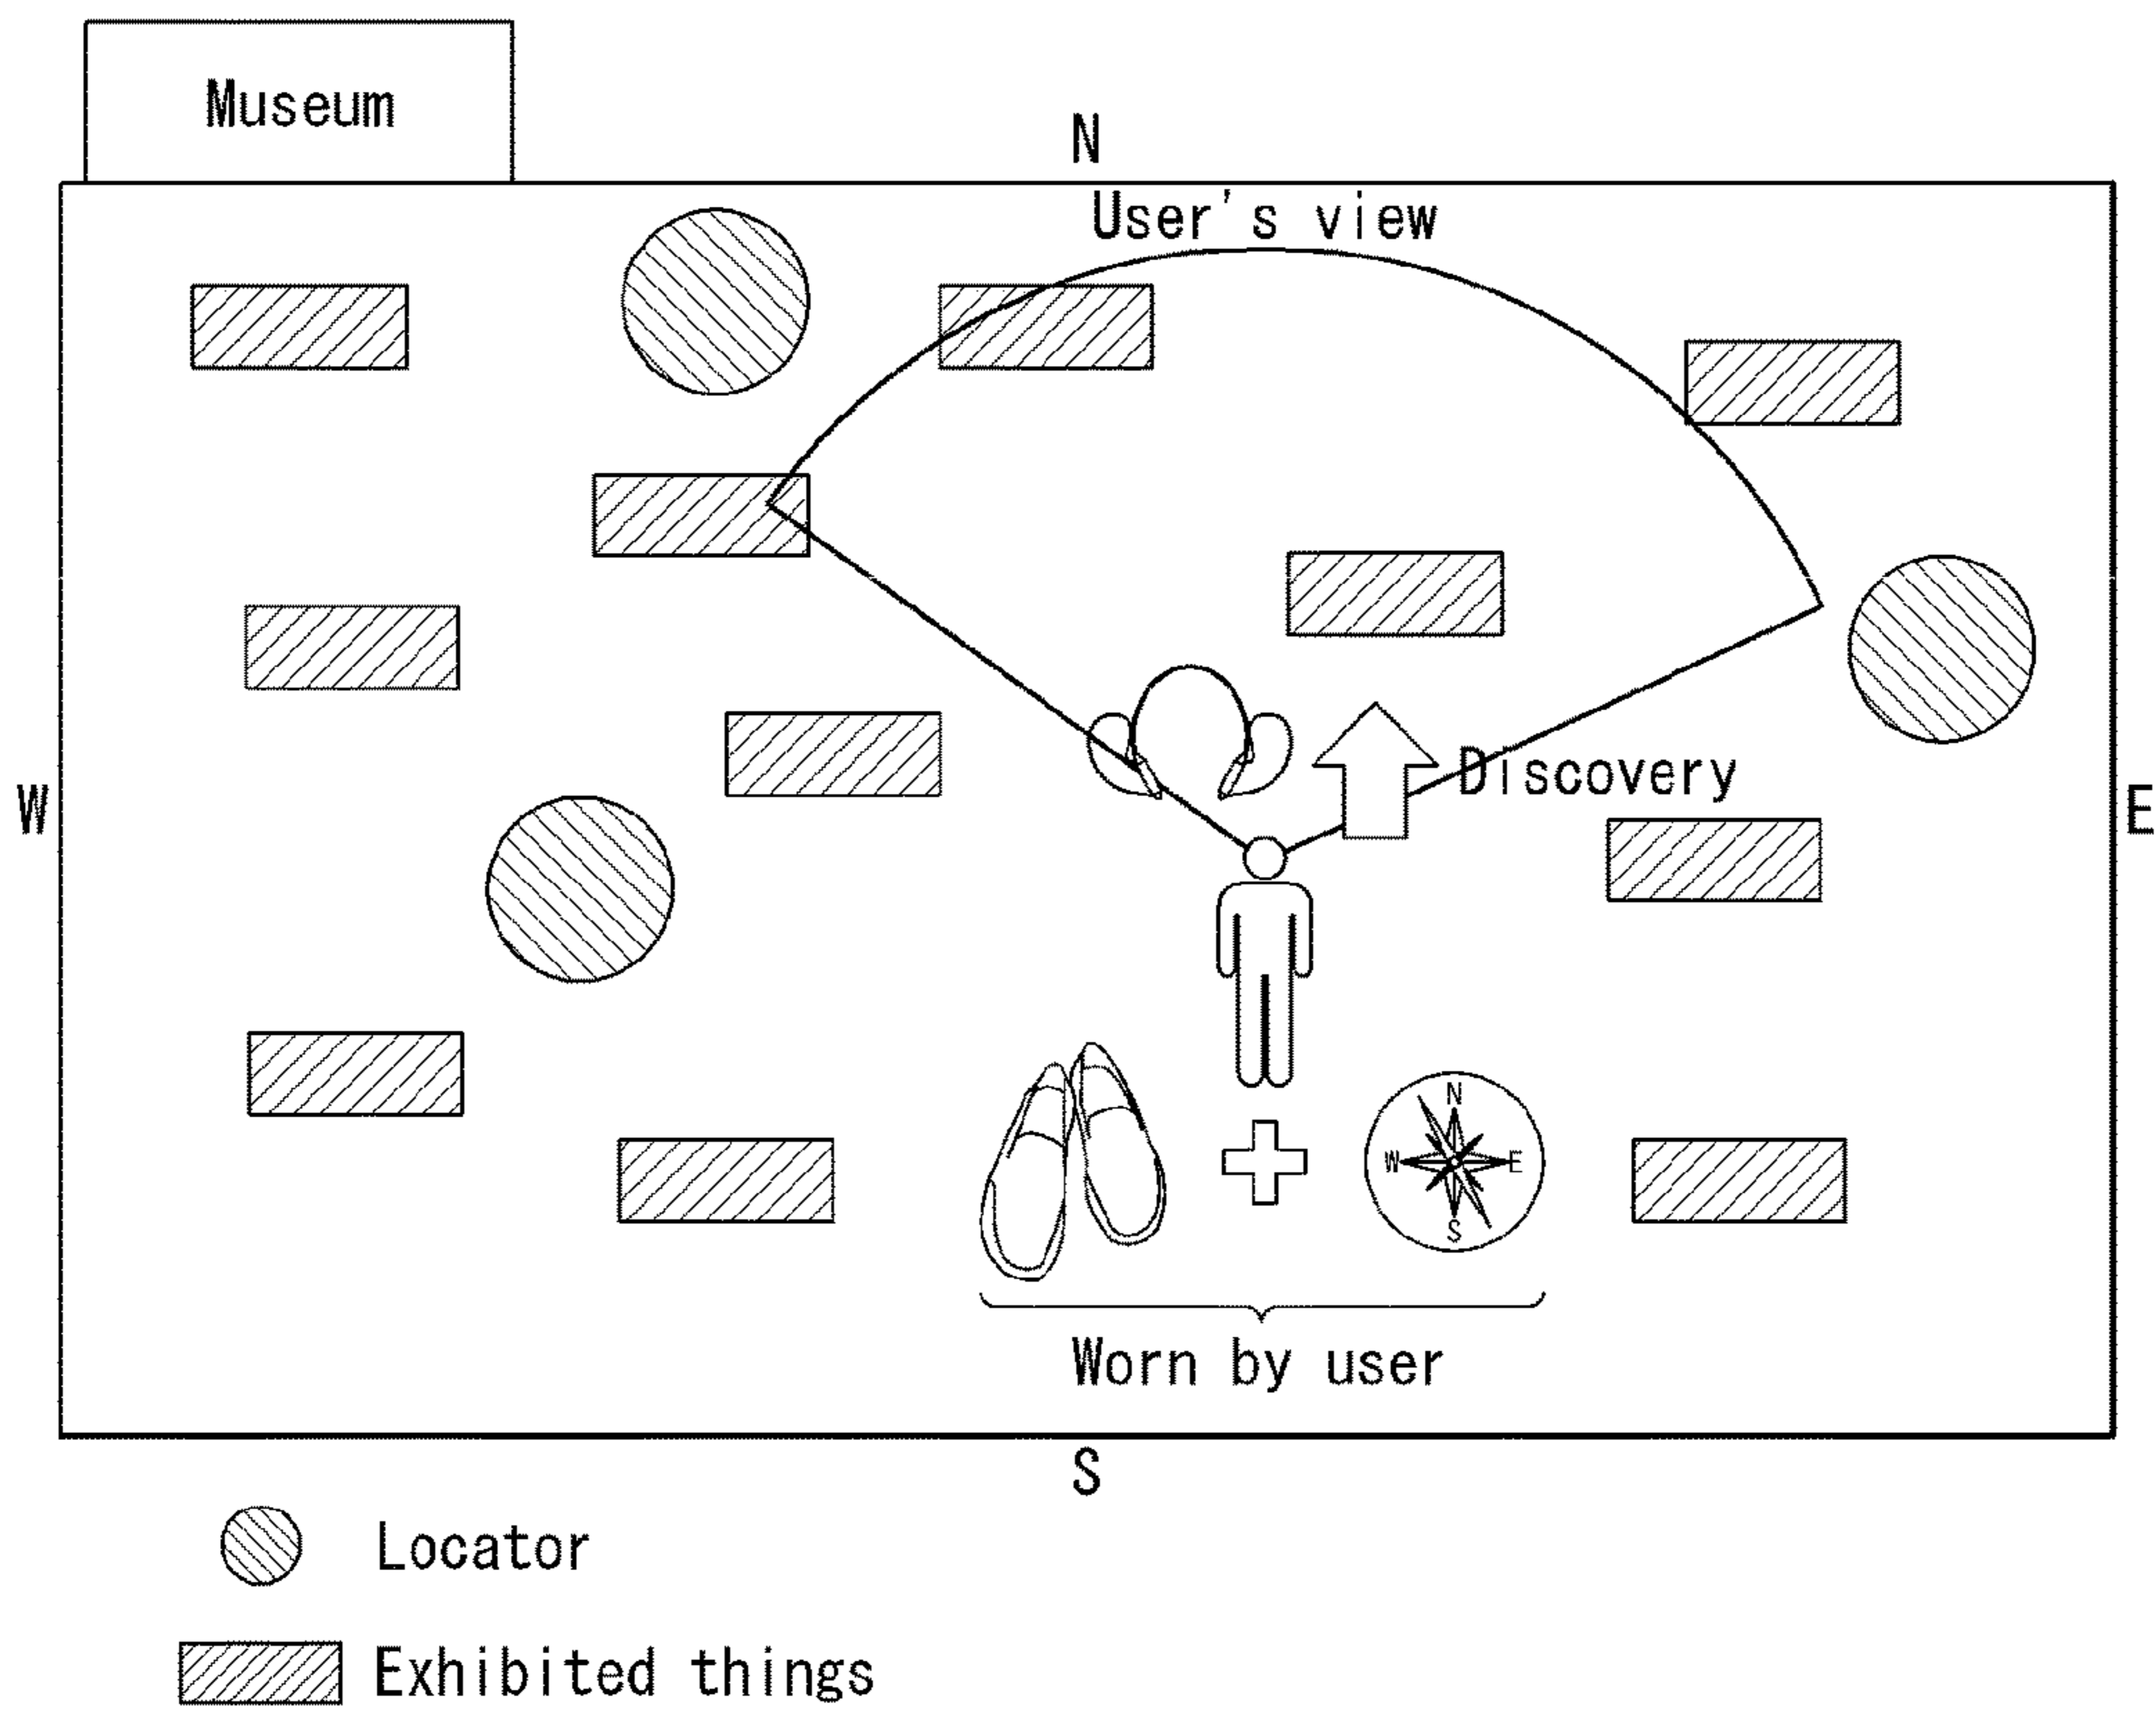 Museum
N
User's view
Discovery
W
E
N
W
E
S
Worn by user
S
Locator
Exhibited things